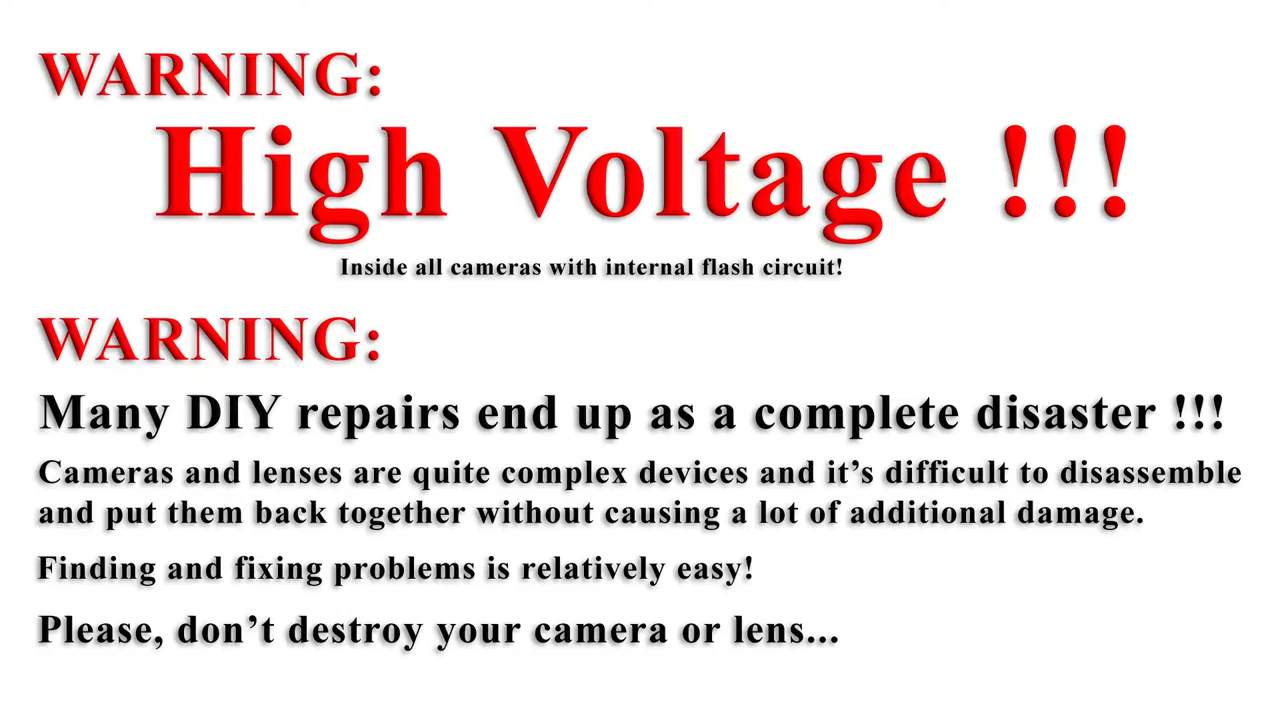 WARNING:
High Voltage !!!
Inside all cameras with internal flash circuit!
WARNING:
Many DIY repairs end up as a complete disaster !!!
Cameras and lenses are quite complex devices and it’s difficult to disassemble
and put them back together without causing a lot of additional damage.
Finding and fixing problems is relatively easy!
Please, don’t destroy your camera or lens...